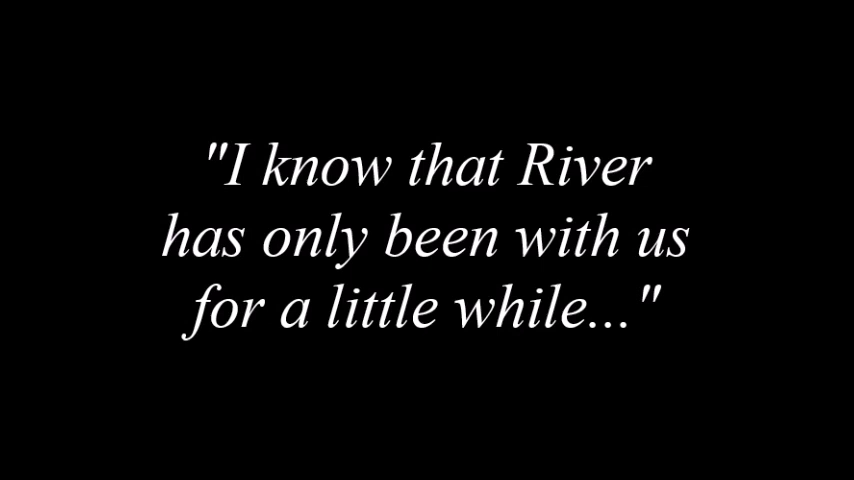 "I know that River
has only been with us
for a little while..."